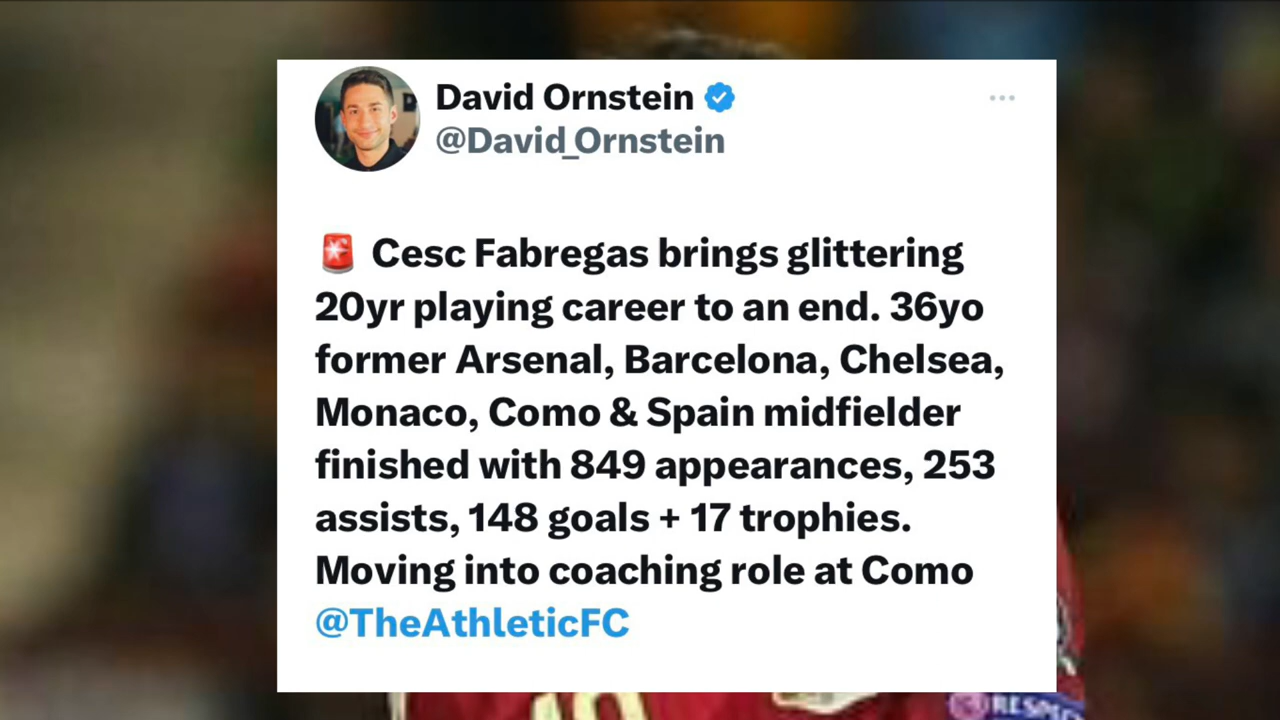 David Ornstein
@David_Ornstein
🚨 Cesc Fabregas brings glittering
20yr playing career to an end. 36yo
former Arsenal, Barcelona, Chelsea,
Monaco, Como & Spain midfielder
finished with 849 appearances, 253
assists, 148 goals + 17 trophies.
Moving into coaching role at Como
@TheAthleticFC